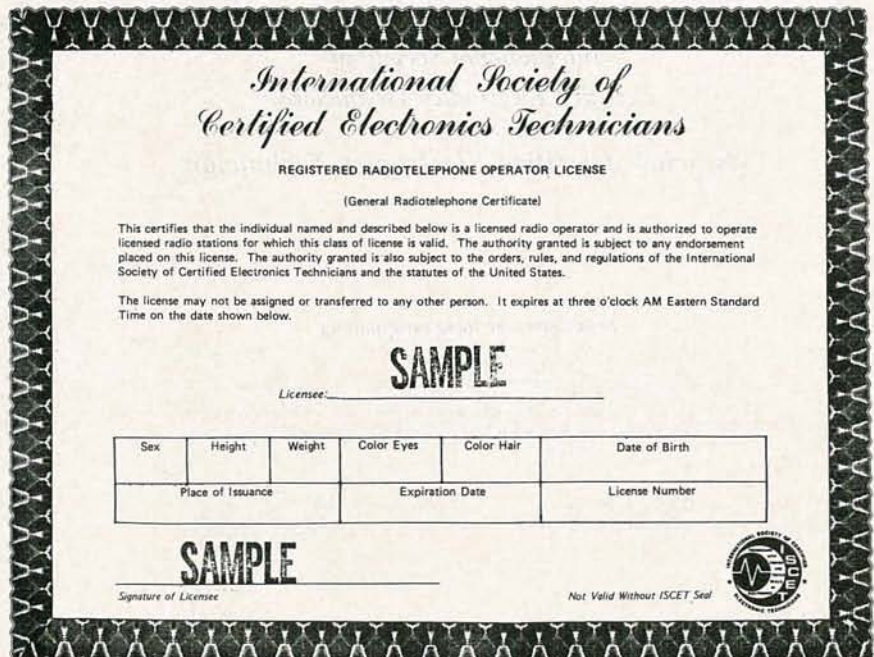 International Society of
Certified Electronics Technicians
REGISTERED RADIOTELEPHONE OPERATOR LICENSE
(General Radiotelephone Certificate)
This certifies that the individual named and described below is a licensed radio operator and is authorized to operate
licensed radio stations for which this class of license is valid. The authority granted is subject to any endorsement
placed on this license. The authority granted is also subject to the orders, rules, and regulations of the International
Society of Certified Electronics Technicians and the statutes of the United States.
The license may not be assigned or transferred to any other person. It expires at three o'clock AM Eastern Standard
Time on the date shown below.
SAMPLE
Licensee:
Sex Height Weight Color Eyes Color Hair Date of Birth
Place of Issuance Expiration Date License Number
SAMPLE
Signature of Licensee
Not Valid Without ISCET Seal
INTERNATIONAL SOCIETY OF CERTIFIED
ELECTRONIC TECHNICIANS
ISCET